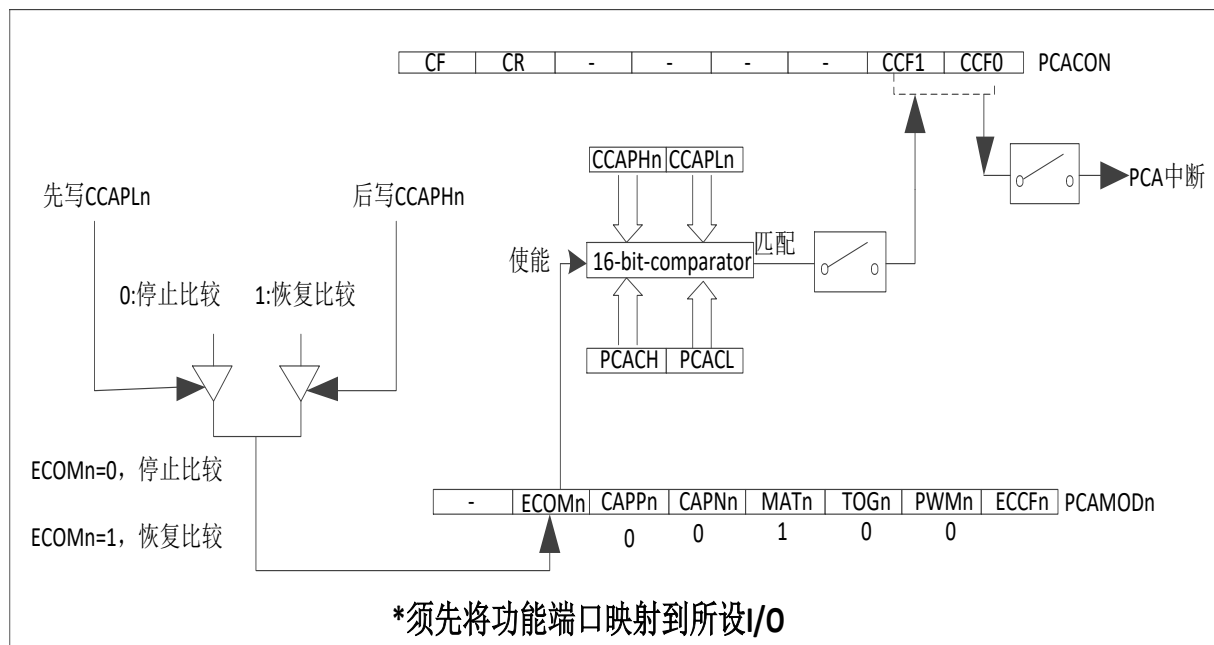 CF CR - - - - CCF1 CCF0 PCACON
CCAPHn CCAPLn
先写CCAPLn 后写CCAPHn
PCA中断
使能 16-bit-comparator 匹配
0:停止比较 1:恢复比较
PCACH PCACL
ECOMn=0，停止比较
- ECOMn CAPPn CAPNn MATn TOGn PWMn ECCFn PCAMODn
ECOMn=1，恢复比较
0 0 1 0 0
*须先将功能端口映射到所设I/O